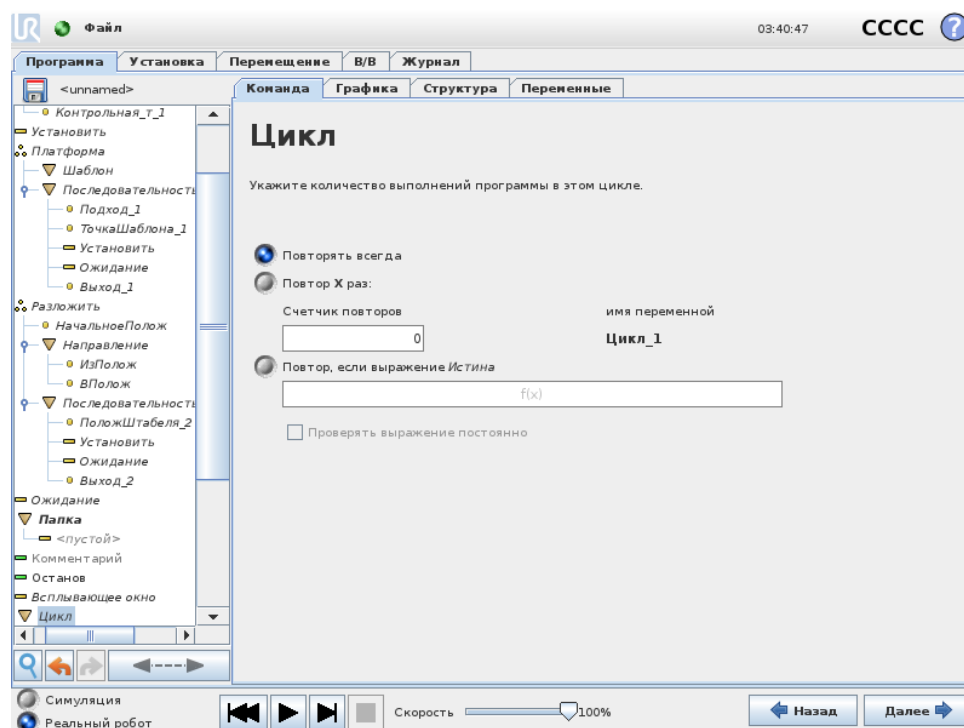 UR Файл 03:40:47 CCCC ?
Программа Установка Перемещение В/В Журнал
<unnamed> Команда Графика Структура Переменные
Контрольная_т_1
Установить
Платформа
Шаблон
Последовательность
Подход_1
ТочкаШаблона_1
Установить
Ожидание
Выход_1
Разложить
НачальноеПолож
Направление
ИзПолож
ВПолож
Последовательность
ПоложШтабеля_2
Установить
Ожидание
Выход_2
Ожидание
Папка
<пустой>
Комментарий
Останов
Всплывающее окно
Цикл
Цикл
Укажите количество выполнений программы в этом цикле.
Повторять всегда
Повтор X раз:
Счетчик повторов имя переменной
0 Цикл_1
Повтор, если выражение Истина
f(x)
Проверять выражение постоянно
Симуляция
Реальный робот
Скорость 100% Назад Далее